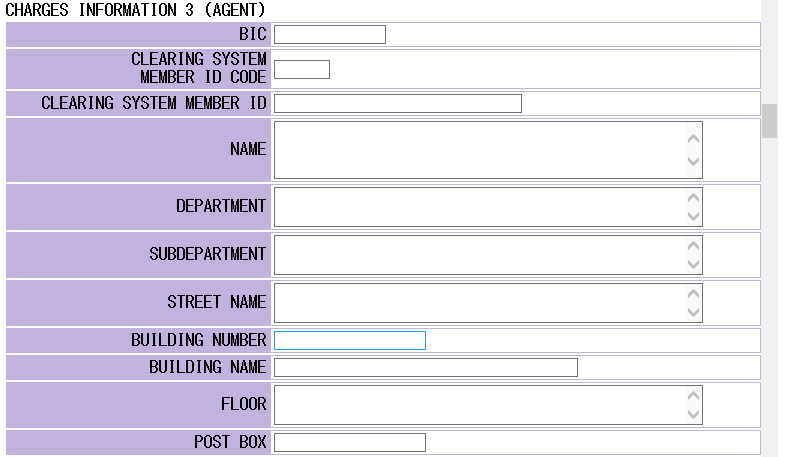 CHARGES INFORMATION 3 (AGENT)
BIC
CLEARING SYSTEM
MEMBER ID CODE
CLEARING SYSTEM MEMBER ID
NAME
DEPARTMENT
SUBDEPARTMENT
STREET NAME
BUILDING NUMBER
BUILDING NAME
FLOOR
POST BOX